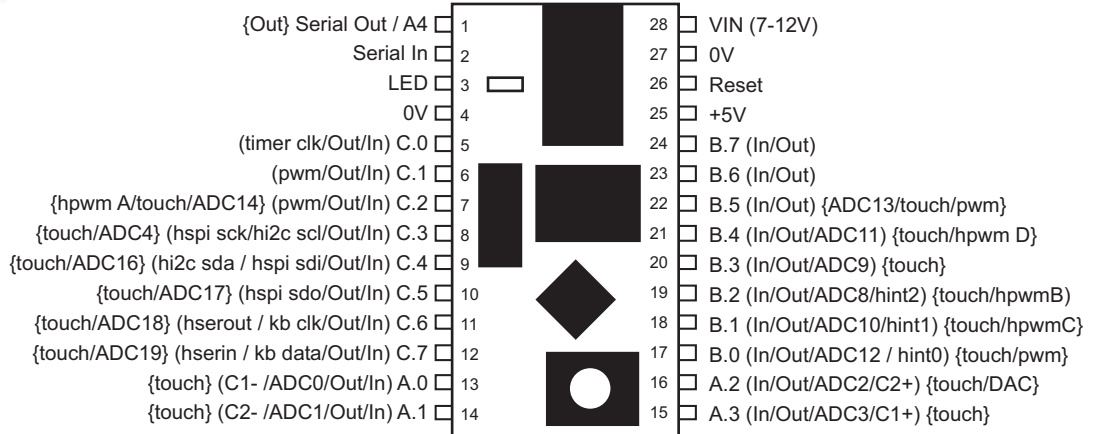 {Out} Serial Out / A4 1 28 VIN (7-12V)
Serial In 2 27 0V
LED 3 26 Reset
0V 4 25 +5V
(timer clk/Out/In) C.0 5 24 B.7 (In/Out)
(pwm/Out/In) C.1 6 23 B.6 (In/Out)
{hpwm A/touch/ADC14} (pwm/Out/In) C.2 7 22 B.5 (In/Out) {ADC13/touch/pwm}
{touch/ADC4} (hspi sck/hi2c scl/Out/In) C.3 8 21 B.4 (In/Out/ADC11) {touch/hpwm D}
{touch/ADC16} (hi2c sda / hspi sdi/Out/In) C.4 9 20 B.3 (In/Out/ADC9) {touch}
{touch/ADC17} (hspi sdo/Out/In) C.5 10 19 B.2 (In/Out/ADC8/hint2) {touch/hpwmB)
{touch/ADC18} (hserout / kb clk/Out/In) C.6 11 18 B.1 (In/Out/ADC10/hint1) {touch/hpwmC}
{touch/ADC19} (hserin / kb data/Out/In) C.7 12 17 B.0 (In/Out/ADC12 / hint0) {touch/pwm}
{touch} (C1- /ADC0/Out/In) A.0 13 16 A.2 (In/Out/ADC2/C2+) {touch/DAC}
{touch} (C2- /ADC1/Out/In) A.1 14 15 A.3 (In/Out/ADC3/C1+) {touch}